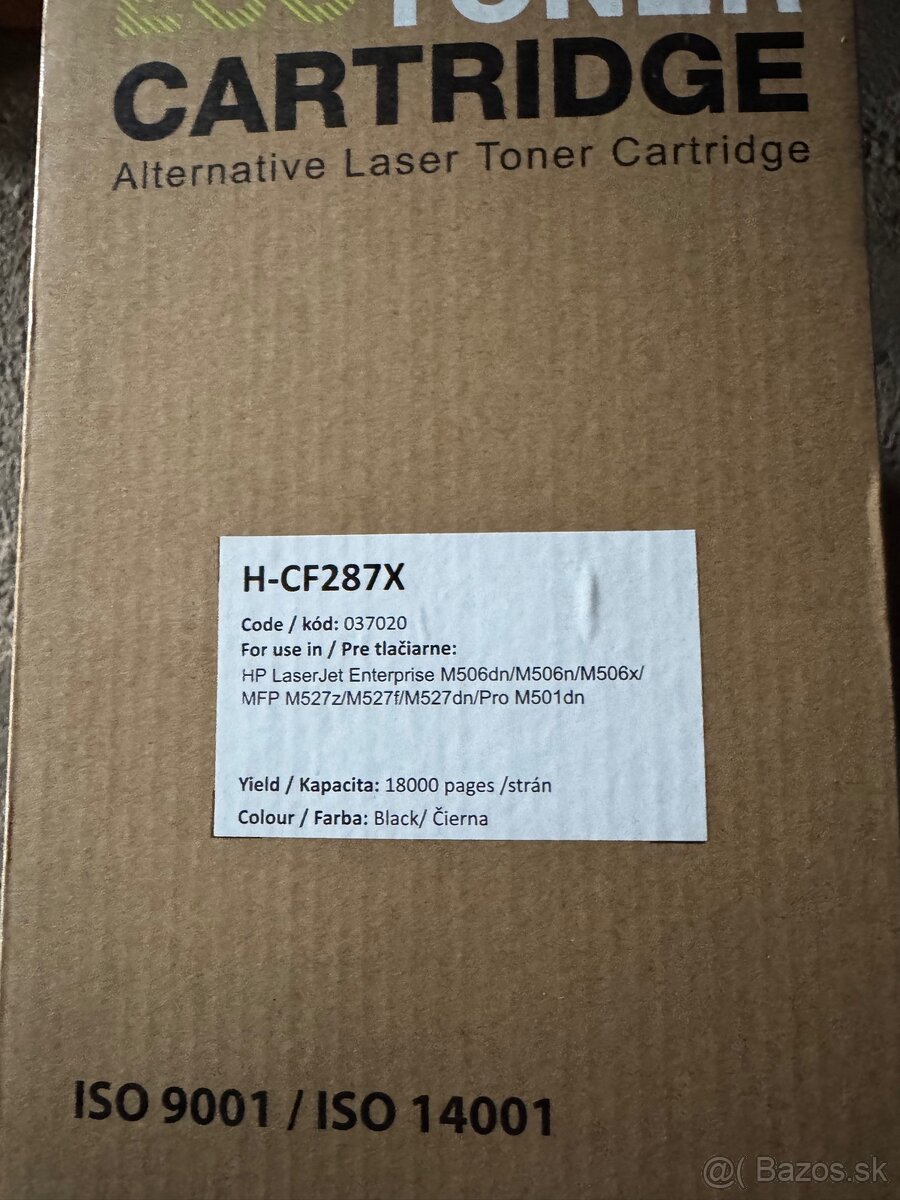 ECOTONER
CARTRIDGE
Alternative Laser Toner Cartridge
H-CF287X
Code / kód: 037020
For use in / Pre tlačiarne:
HP LaserJet Enterprise M506dn/M506n/M506x/
MFP M527z/M527f/M527dn/Pro M501dn
Yield / Kapacita: 18000 pages /strán
Colour / Farba: Black/ Čierna
ISO 9001 / ISO 14001
@( Bazos.sk